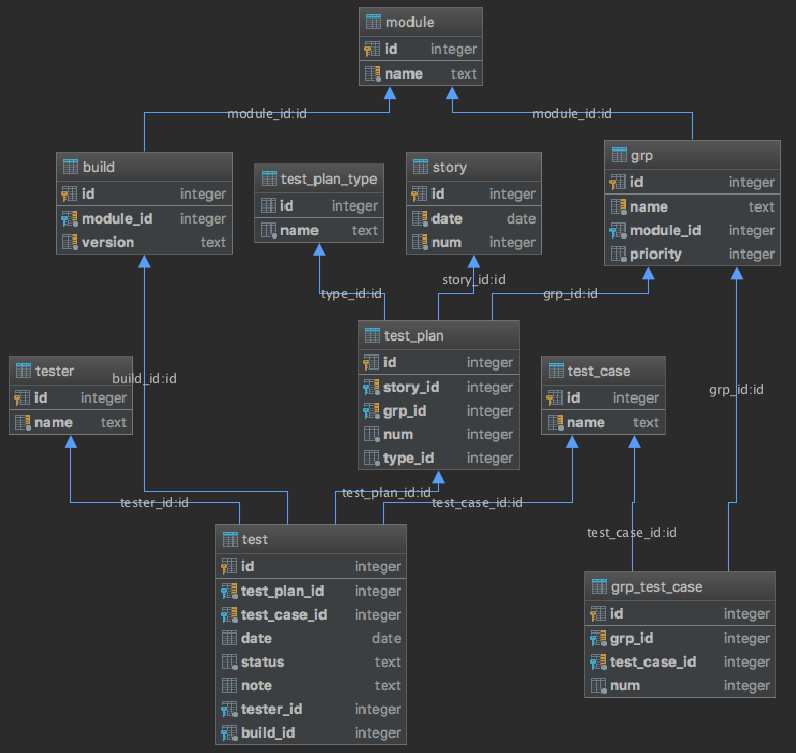 module
id integer
name text
module_id:id
module_id:id
build
id integer
module_id integer
version text
test_plan_type
id integer
name text
story
id integer
date date
num integer
grp
id integer
name text
module_id integer
priority integer
type_id:id
story_id:id
grp_id:id
test_plan
id integer
story_id integer
grp_id integer
num integer
type_id integer
tester
id integer
name text
build_id:id
test_case
id integer
name text
grp_id:id
tester_id:id
test_plan_id:id
test_case_id:id
test_case_id:id
test
id integer
test_plan_id integer
test_case_id integer
date date
status text
note text
tester_id integer
build_id integer
grp_test_case
id integer
grp_id integer
test_case_id integer
num integer